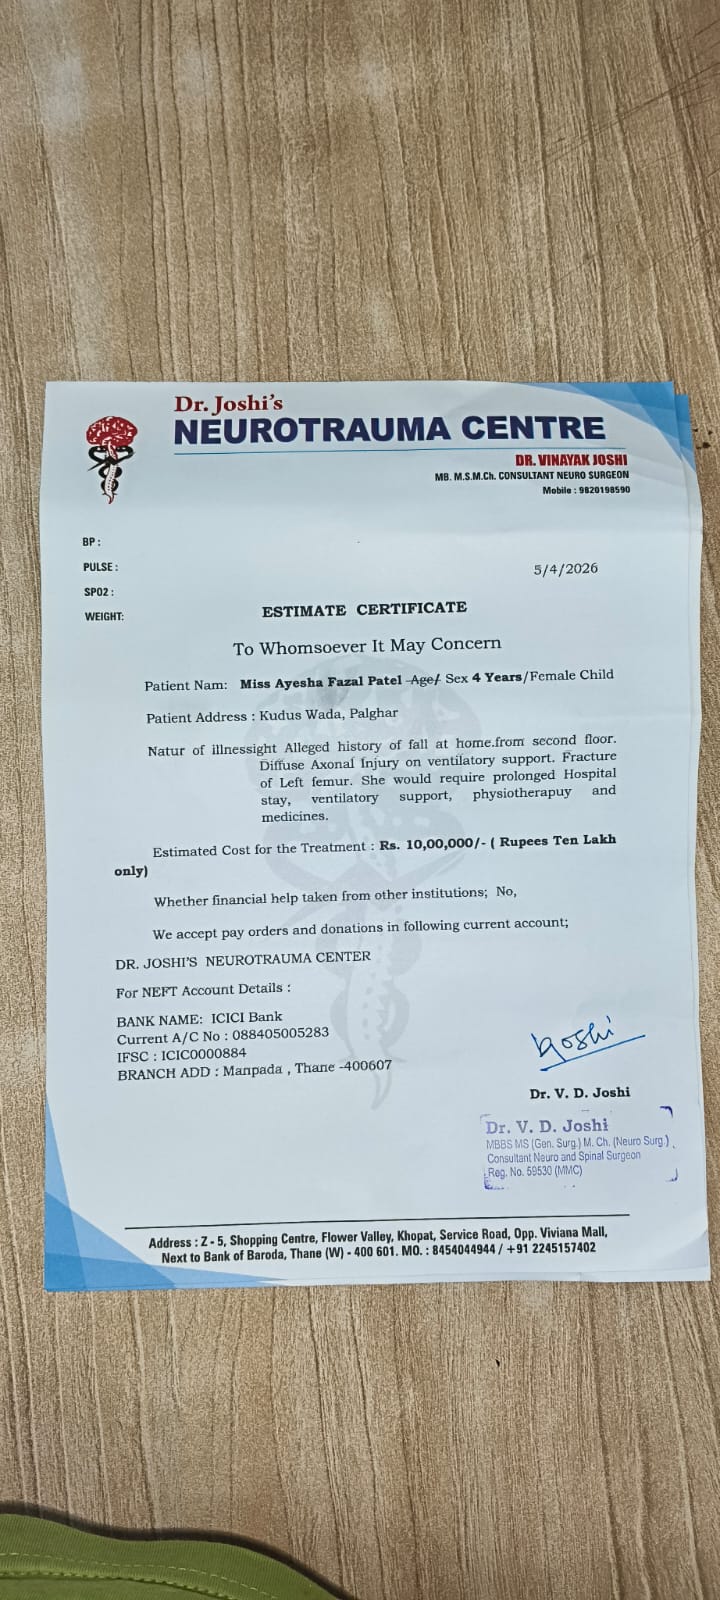 Dr. Joshi's
NEUROTRAUMA CENTRE
DR. VINAYAK JOSHI
MB. M.S.M.Ch. CONSULTANT NEURO SURGEON
Mobile : 9820198590
BP :
PULSE :
5/4/2026
SPO2 :
WEIGHT:
ESTIMATE CERTIFICATE
To Whomsoever It May Concern
Patient Nam: Miss Ayesha Fazal Patel -Age/ Sex 4 Years/Female Child
Patient Address : Kudus Wada, Palghar
Natur of illnessight Alleged history of fall at home.from second floor.
Diffuse Axonal Injury on ventilatory support. Fracture
of Left femur. She would require prolonged Hospital
stay, ventilatory support, physiotherapuy and
medicines.
Estimated Cost for the Treatment : Rs. 10,00,000/- ( Rupees Ten Lakh
only)
Whether financial help taken from other institutions; No,
We accept pay orders and donations in following current account;
DR. JOSHI'S NEUROTRAUMA CENTER
For NEFT Account Details :
BANK NAME: ICICI Bank
Current A/C No : 088405005283
IFSC : ICIC0000884
BRANCH ADD : Manpada , Thane -400607
Joshi
Dr. V. D. Joshi
Dr. V. D. Joshi
MBBS MS (Gen. Surg.) M. Ch. (Neuro Surg.)
Consultant Neuro and Spinal Surgeon
Reg. No. 59530 (MMC)
Address : Z - 5, Shopping Centre, Flower Valley, Khopat, Service Road, Opp. Viviana Mall,
Next to Bank of Baroda, Thane (W) - 400 601. MO. : 8454044944 / +91 2245157402